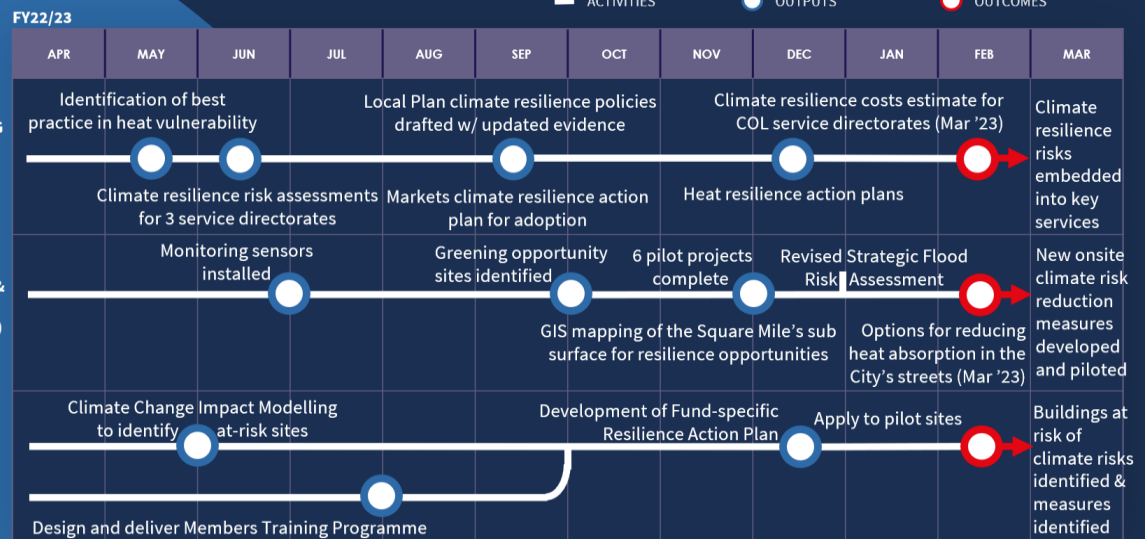 FY22/23
ACTIVITIES
OUTPUTS
OUTCOMES
APR
MAY
JUN
JUL
AUG
SEP
OCT
NOV
DEC
JAN
FEB
MAR
Identification of best
practice in heat vulnerability
Local Plan climate resilience policies
drafted w/ updated evidence
Climate resilience costs estimate for
COL service directorates (Mar ’23)
Climate resilience risk assessments
for 3 service directorates
Markets climate resilience action
plan for adoption
Heat resilience action plans
Climate
resilience
risks
embedded
into key
services
Monitoring sensors
installed
Greening opportunity
sites identified
6 pilot projects
complete
Revised Strategic Flood
Risk Assessment
GIS mapping of the Square Mile’s sub
surface for resilience opportunities
Options for reducing
heat absorption in the
City’s streets (Mar ’23)
New onsite
climate risk
reduction
measures
developed
and piloted
&
)
Climate Change Impact Modelling
to identify at-risk sites
Development of Fund-specific
Resilience Action Plan
Apply to pilot sites
Design and deliver Members Training Programme
Buildings at
risk of
climate risks
identified &
measures
identified